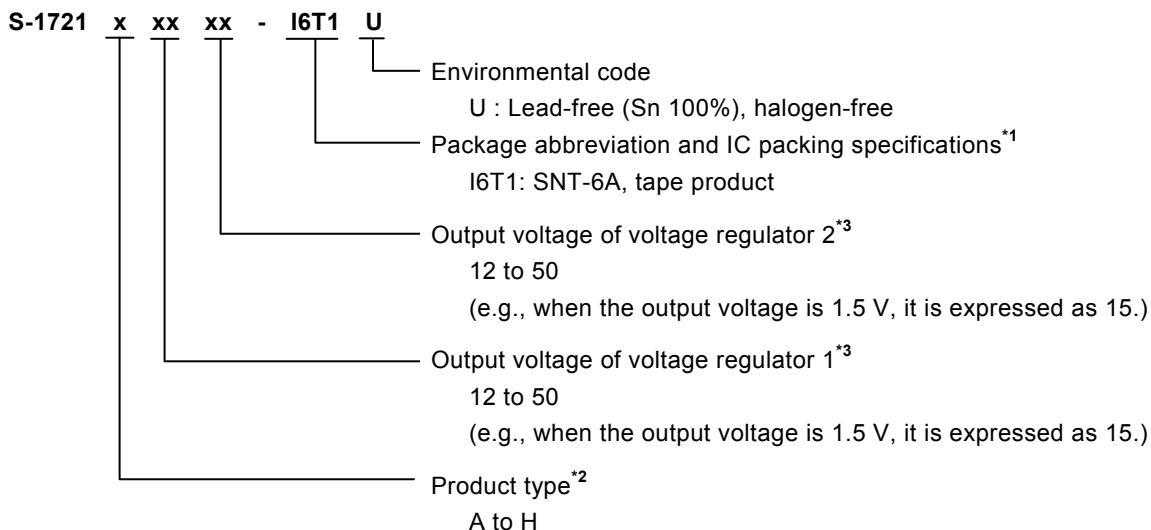 S-1721 x xx xx - I6T1 U
Environmental code
U : Lead-free (Sn 100%), halogen-free
Package abbreviation and IC packing specifications*1
I6T1: SNT-6A, tape product
Output voltage of voltage regulator 2*3
12 to 50
(e.g., when the output voltage is 1.5 V, it is expressed as 15.)
Output voltage of voltage regulator 1*3
12 to 50
(e.g., when the output voltage is 1.5 V, it is expressed as 15.)
Product type*2
A to H